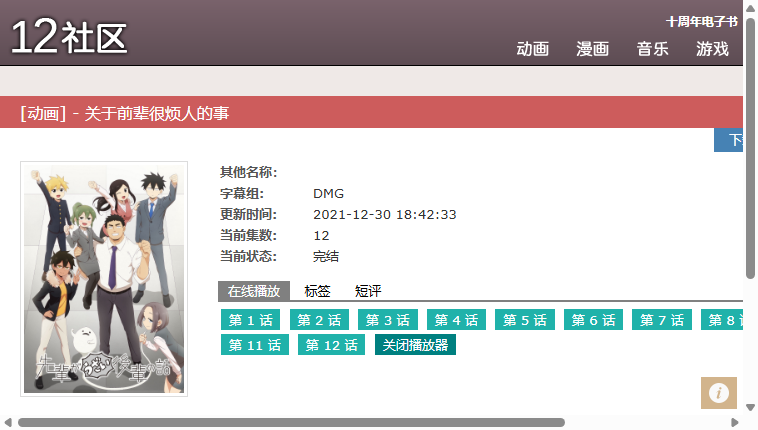 12社区
十周年电子书
动画 漫画 音乐 游戏
[动画] - 关于前辈很烦人的事
其他名称:
字幕组: DMG
更新时间: 2021-12-30 18:42:33
当前集数: 12
当前状态: 完结
在线播放 标签 短评
第 1 话 第 2 话 第 3 话 第 4 话 第 5 话 第 6 话 第 7 话 第 8
第 11 话 第 12 话 关闭播放器
先輩がうざい後輩の話